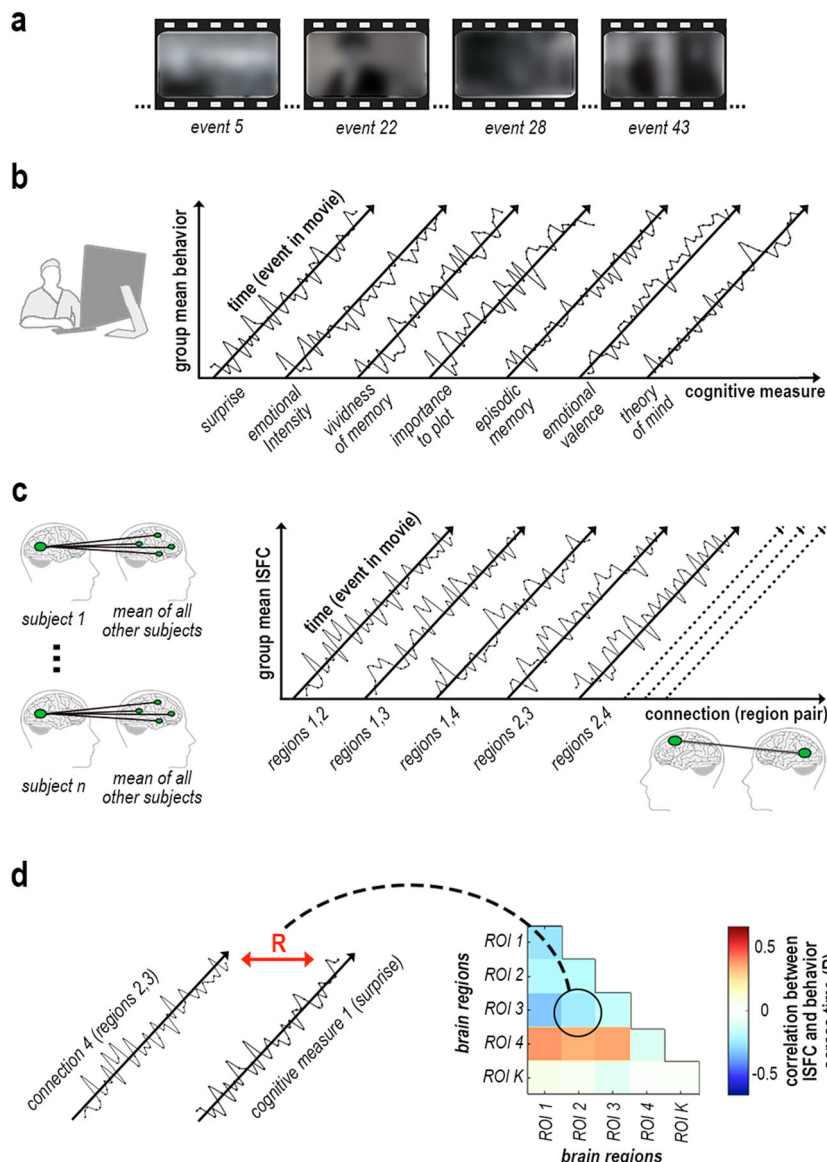 a
... ... ... ... ...
event 5 event 22 event 28 event 43
b
group mean behavior
time (event in movie)
surprise
emotional
Intensity
vividness
of memory
importance
to plot
episodic
memory
emotional
valence
theory
of mind
cognitive measure
c
subject 1
mean of all
other subjects
subject n
mean of all
other subjects
group mean ISFC
time (event in movie)
regions 1,2
regions 1,3
regions 1,4
regions 2,3
regions 2,4
connection (region pair)
d
connection 4 (regions 2,3)
R
cognitive measure 1 (surprise)
brain regions
ROI 1
ROI 2
ROI 3
ROI 4
ROI K
ROI 1
ROI 2
ROI 3
ROI 4
ROI K
brain regions
0.5
0
-0.5
correlation between
ISFC and behavior